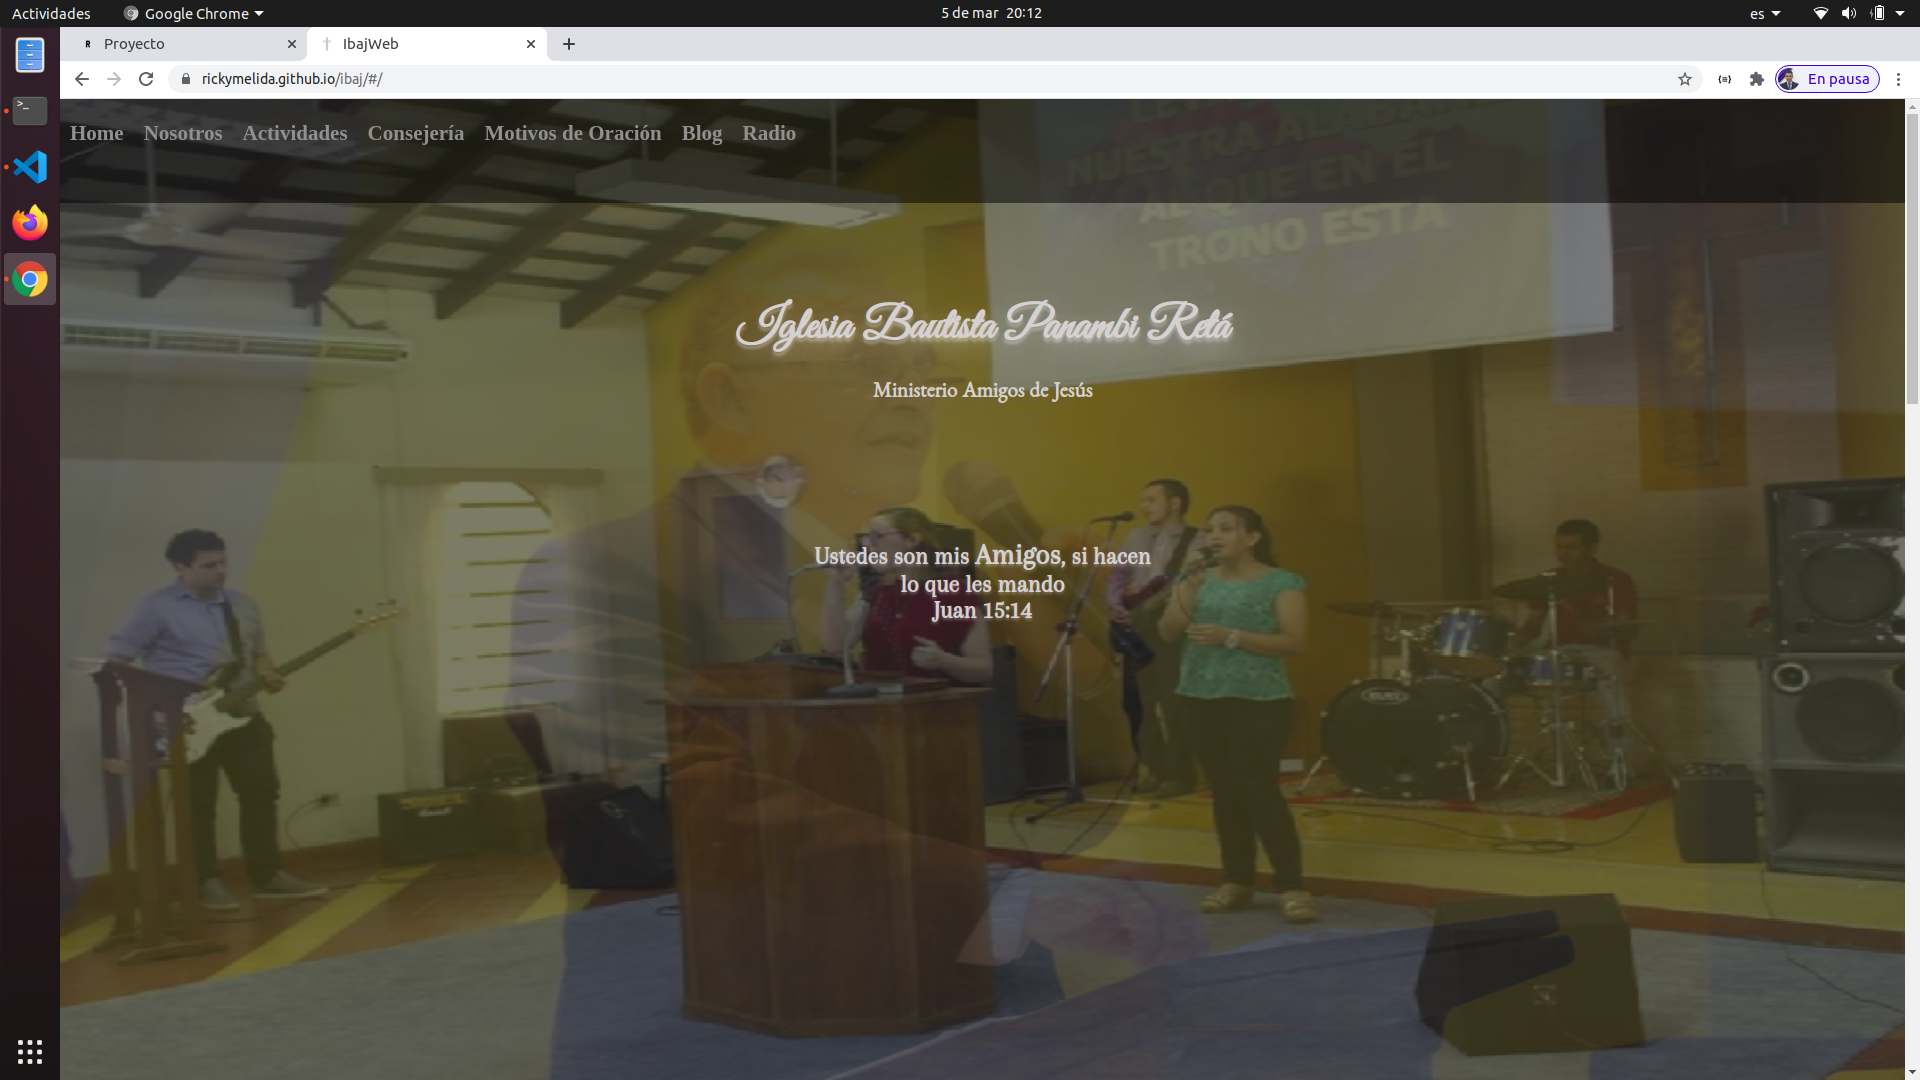 Actividades
Google Chrome
5 de mar 20:12
es
R Proyecto
IbajWeb
rickymelida.github.io/ibaj/#/
En pausa
Home Nosotros Actividades Consejería Motivos de Oración Blog Radio
NUESTRA ALABAN
AL QUE EN EL
TRONO ESTA
Iglesia Bautista Panambi Retá
Ministerio Amigos de Jesús
Ustedes son mis Amigos, si hacen
lo que les mando
Juan 15:14